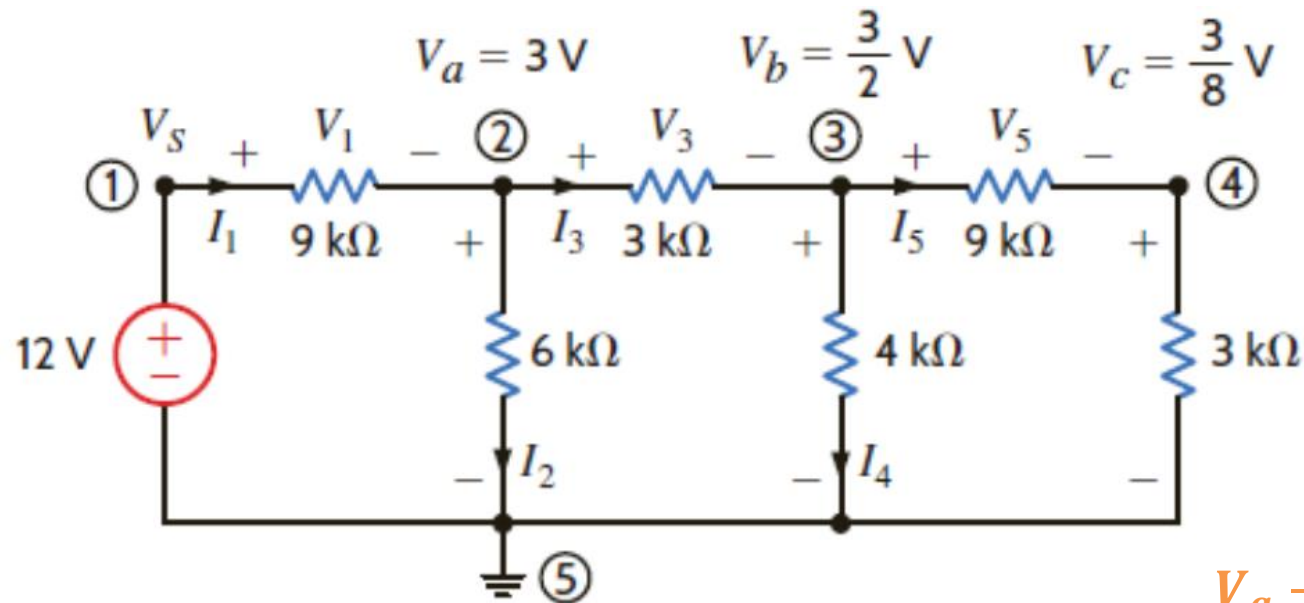 Va = 3 V
Vb = 3/2 V
Vc = 3/8 V
VS + V1 − ② + V3 − ③ + V5 −
① ④
I1 9 kΩ + I3 3 kΩ + I5 9 kΩ +
12 V + − 6 kΩ 4 kΩ 3 kΩ
− I2 − I4 −
⑤
Va -